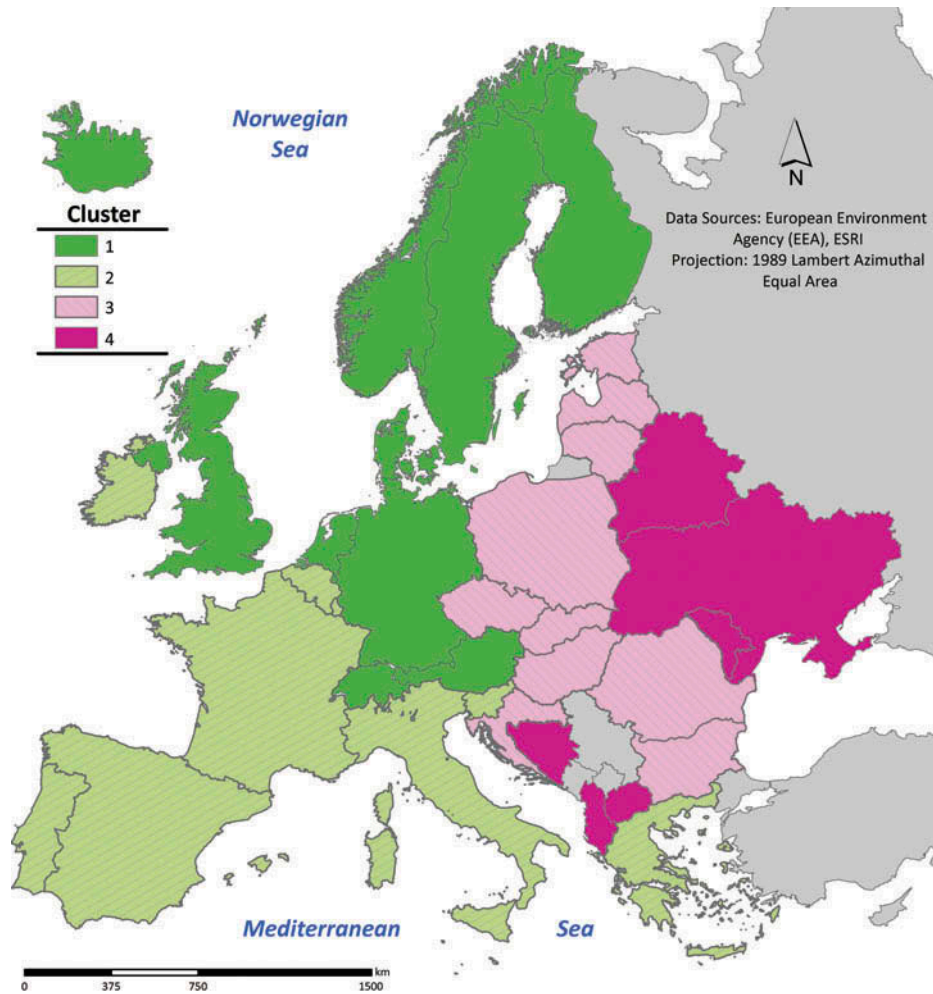 Norwegian
Sea
N
Data Sources: European Environment
Agency (EEA), ESRI
Projection: 1989 Lambert Azimuthal
Equal Area
Cluster
1
2
3
4
Mediterranean Sea
km
0 375 750 1500